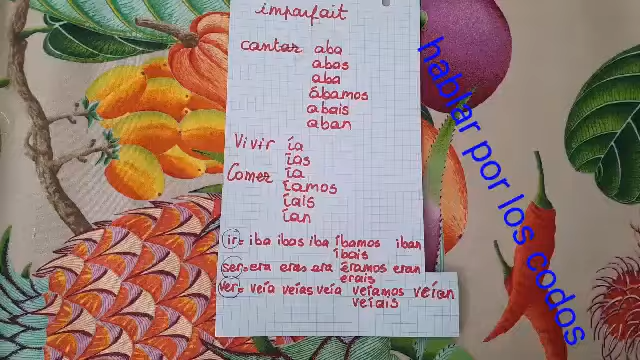 imparfait
cantar aba
abas
aba
ábamos
abais
aban
Vivir ía
ías
Comer ía
íamos
íais
ían
ir= iba ibas iba íbamos iban
íbais
ser= era eras era éramos eran
érais
ver= veía veías veía veíamos veían
veíais
hablar por los codos